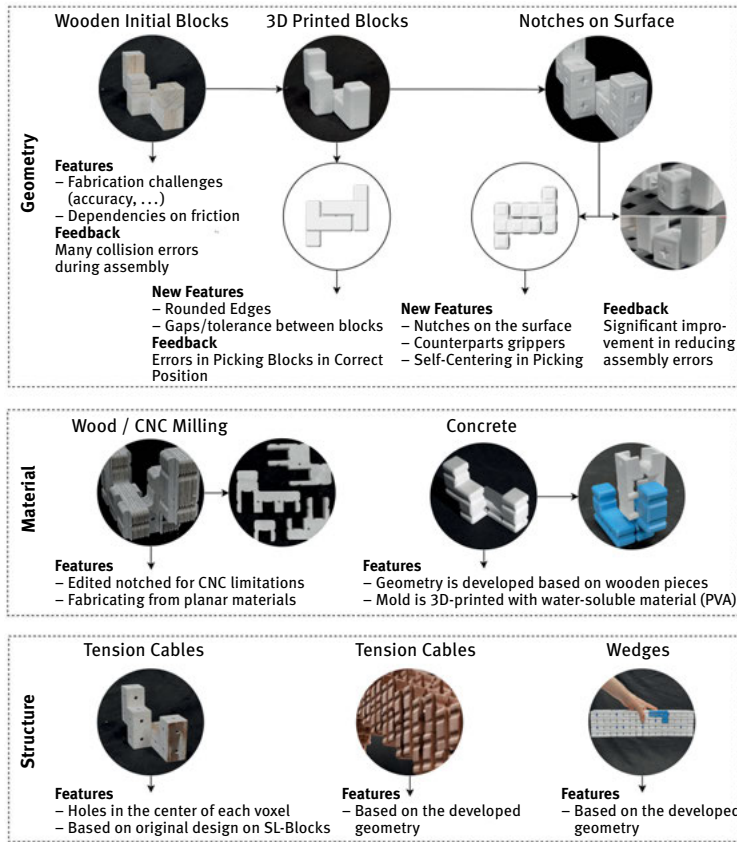 Wooden Initial Blocks
3D Printed Blocks
Notches on Surface
Geometry
Features
– Fabrication challenges
(accuracy, ...)
– Dependencies on friction
Feedback
Many collision errors
during assembly
New Features
– Rounded Edges
– Gaps/tolerance between blocks
Feedback
Errors in Picking Blocks in Correct
Position
New Features
– Nutches on the surface
– Counterparts grippers
– Self-Centering in Picking
Feedback
Significant impro-
vement in reducing
assembly errors
Wood / CNC Milling
Concrete
Material
Features
– Edited notched for CNC limitations
– Fabricating from planar materials
Features
– Geometry is developed based on wooden pieces
– Mold is 3D-printed with water-soluble material (PVA)
Tension Cables
Tension Cables
Wedges
Structure
Features
– Holes in the center of each voxel
– Based on original design on SL-Blocks
Features
– Based on the developed
geometry
Features
– Based on the developed
geometry